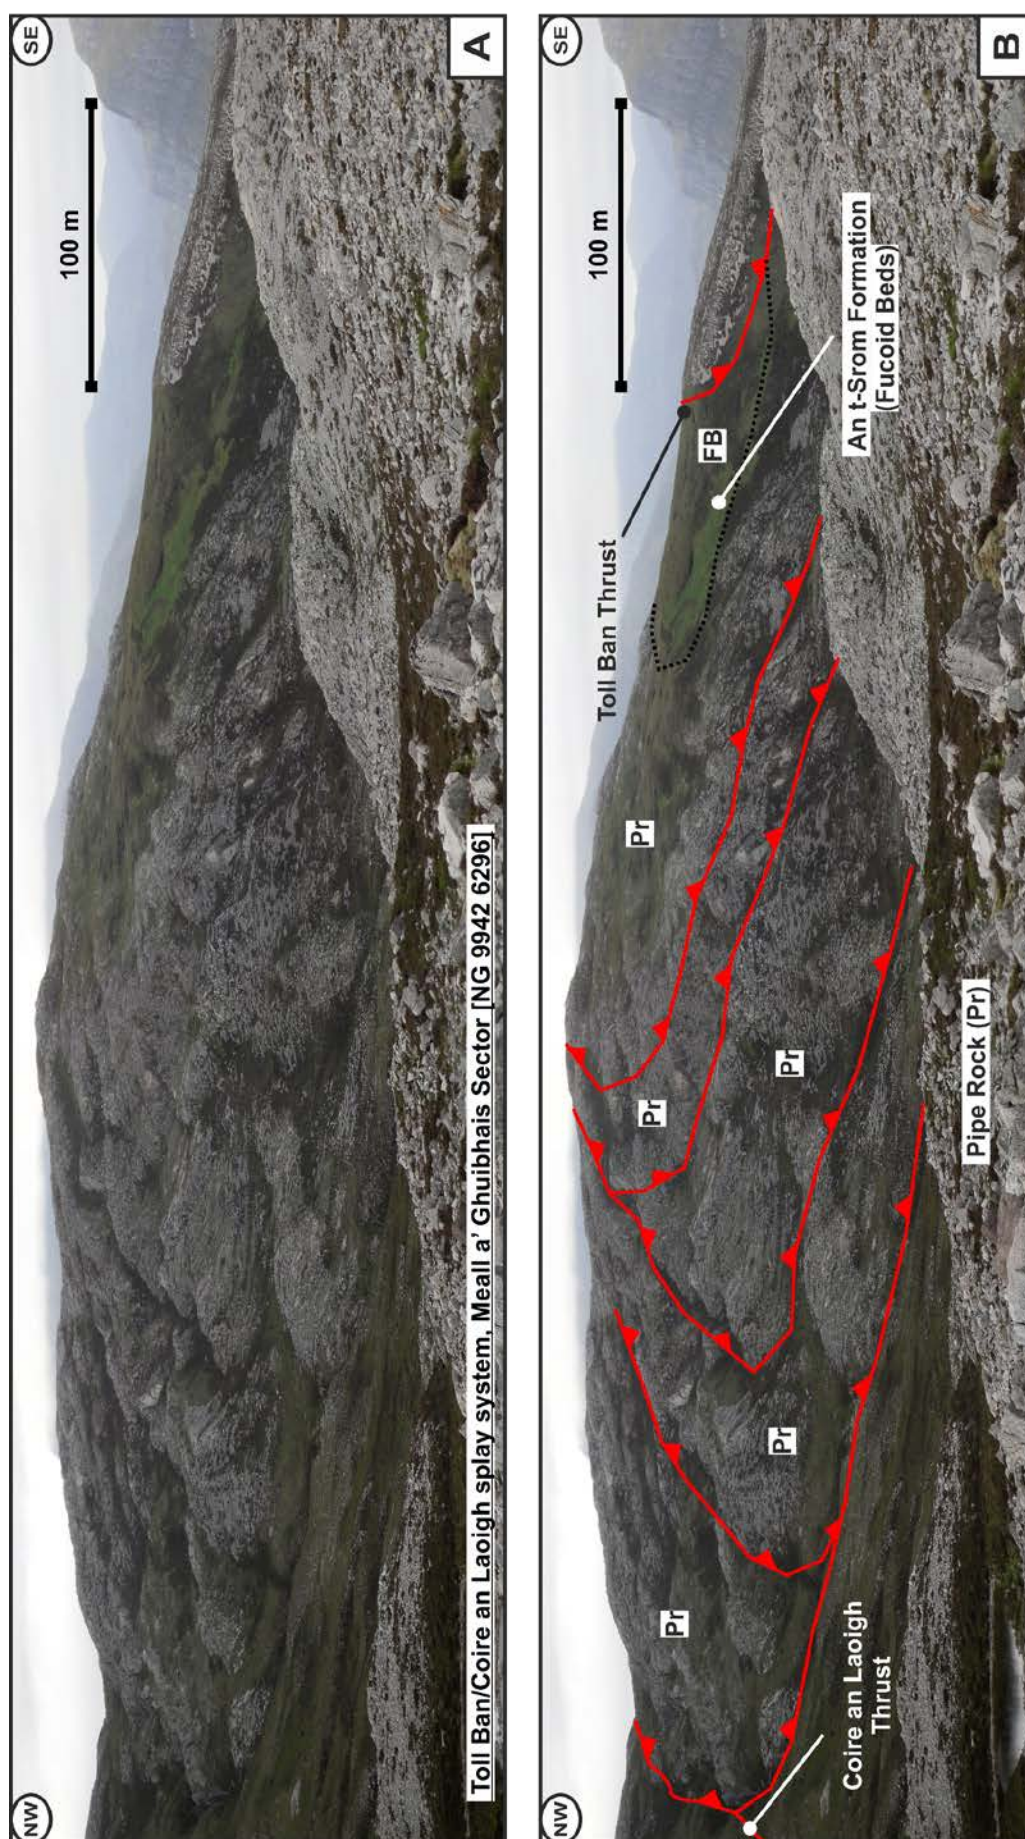 NW
SE
100 m
Toll Ban/Coire an Laoigh splay system, Meall a' Ghuibhais Sector [NG 9942 6296]
A
NW
SE
100 m
Toll Ban Thrust
Pr
FB
Pr
Pr
Pr
Pr
Coire an Laoigh
Thrust
An t-Srom Formation
(Fucoid Beds)
Pipe Rock (Pr)
B